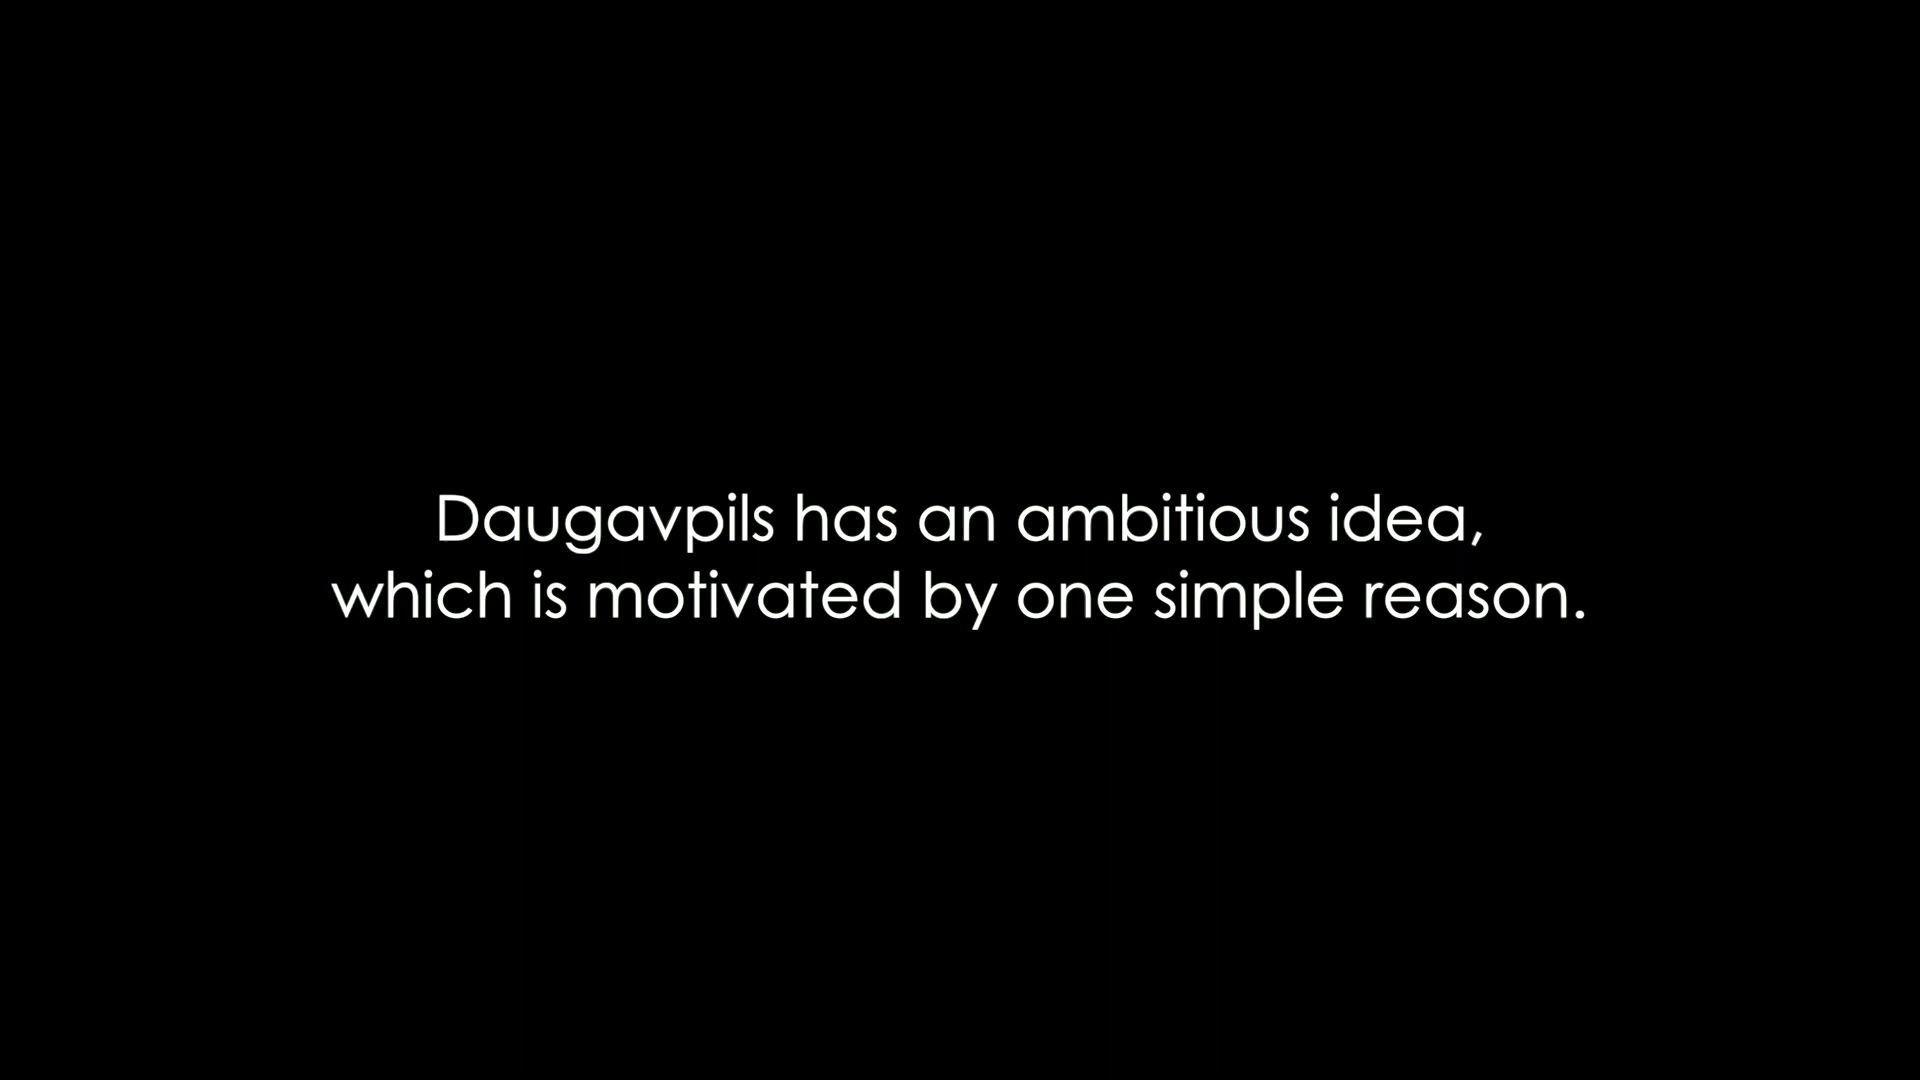 Daugavpils has an ambitious idea,
which is motivated by one simple reason.